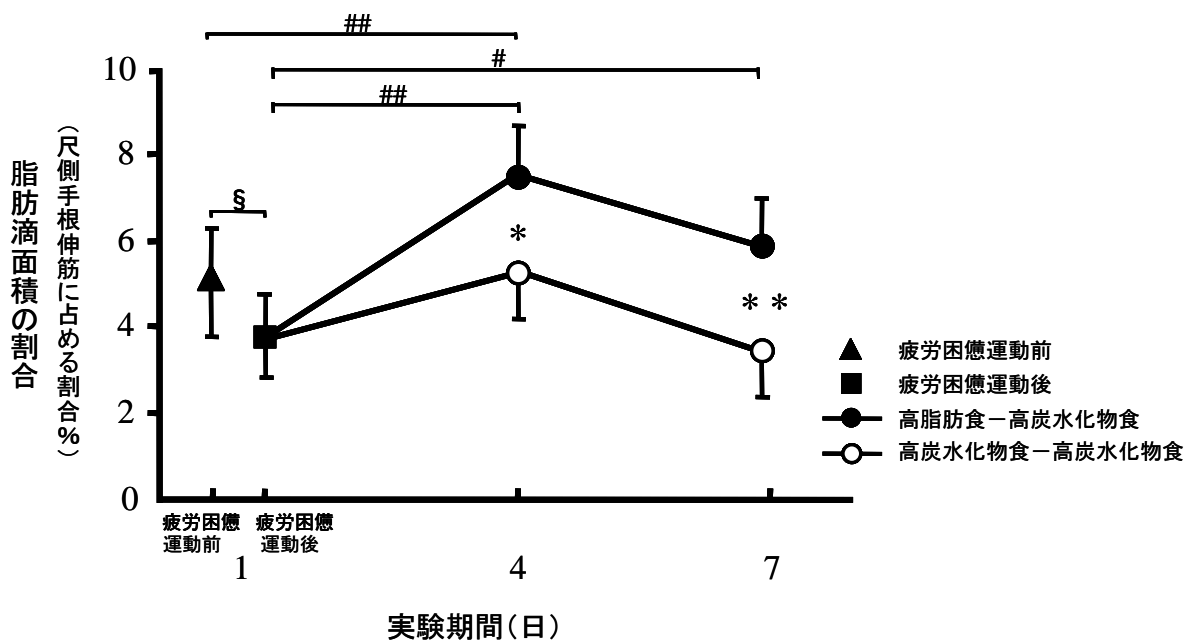 ##
#
##
§
*
* *
10
8
6
4
2
0
脂肪滴面積の割合
（尺側手根伸筋に占める割合%）
疲労困憊運動前
疲労困憊運動後
高脂肪食－高炭水化物食
高炭水化物食－高炭水化物食
疲労困憊
運動前
疲労困憊
運動後
1
4
7
実験期間（日）